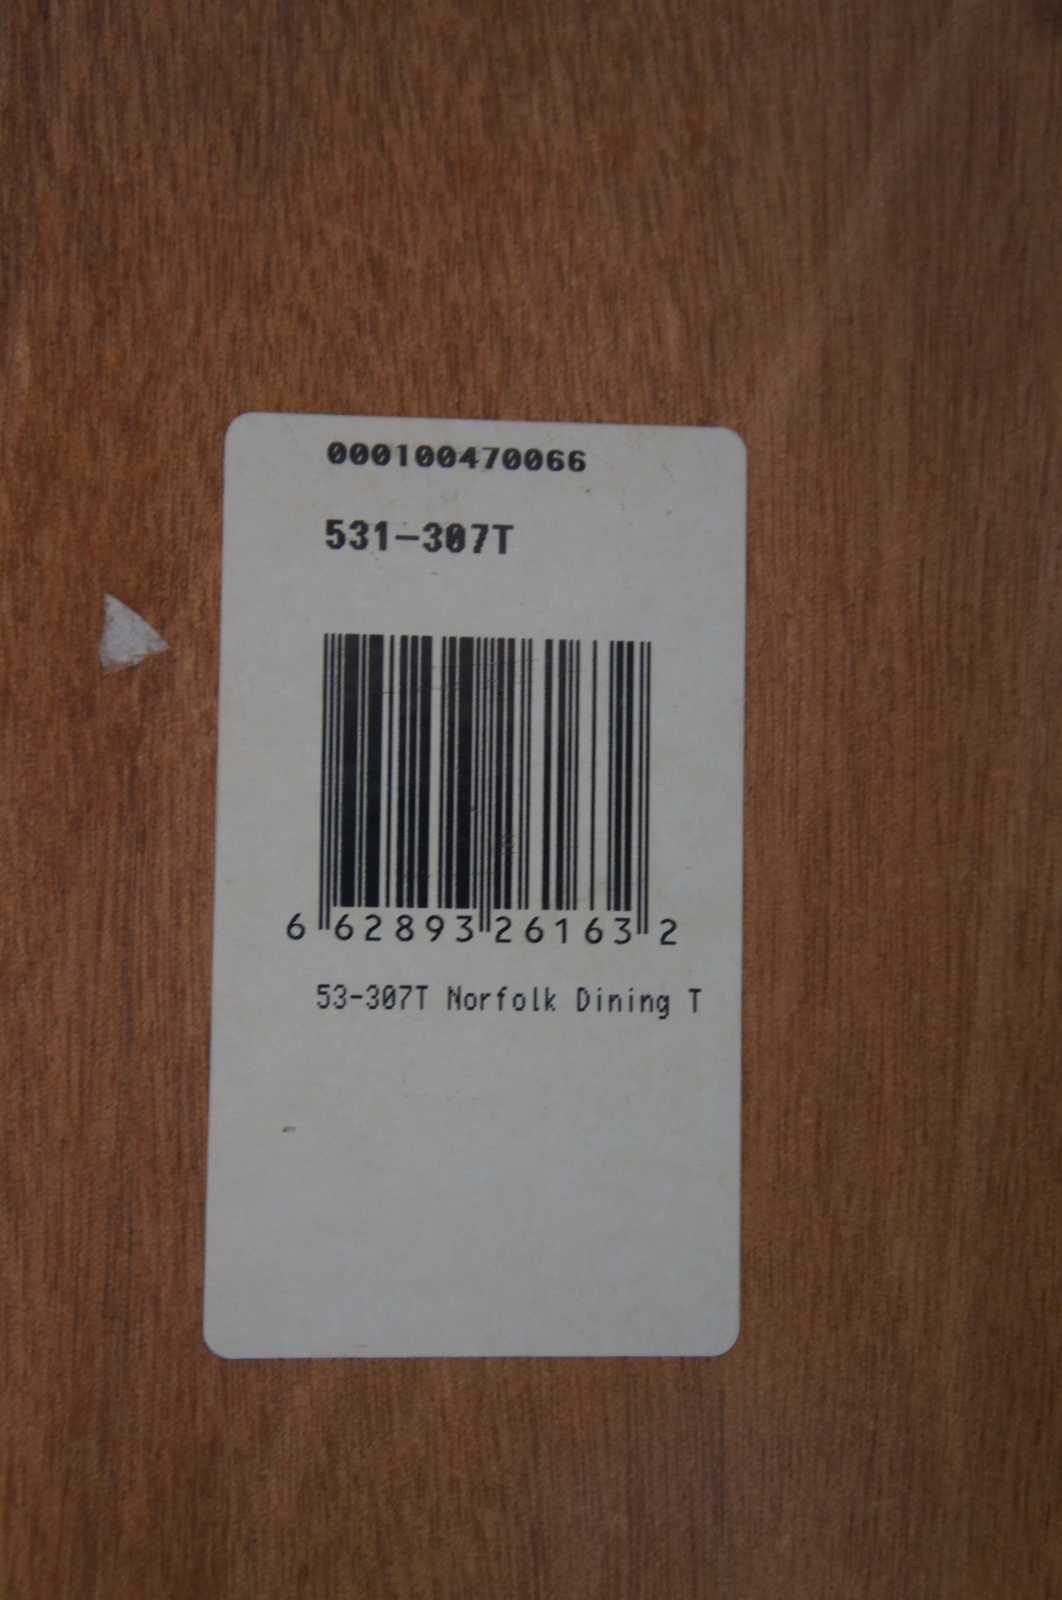 000100470066
531-307T
6 62893 26163 2
53-307T Norfolk Dining T